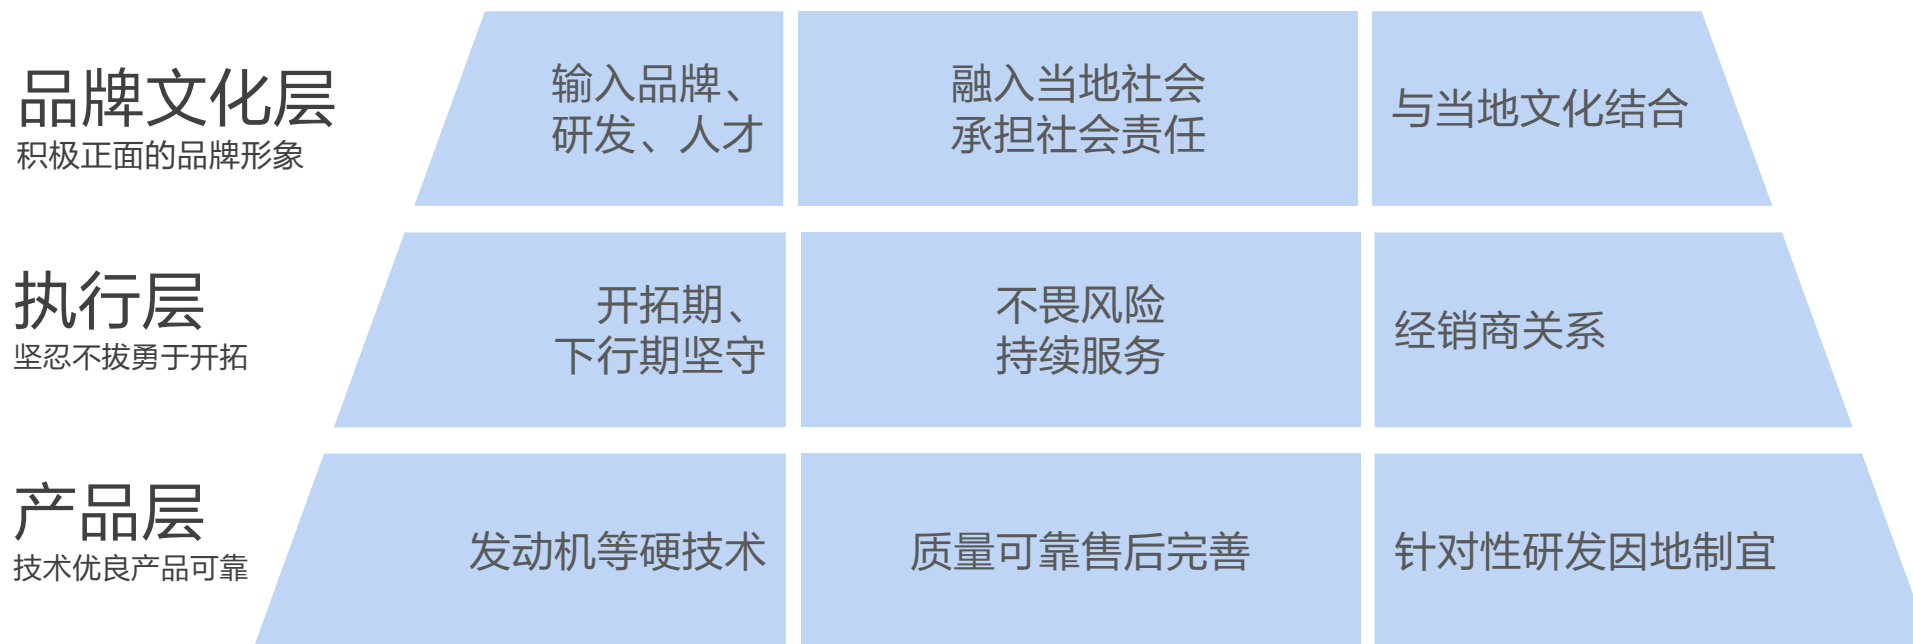 品牌文化层
积极正面的品牌形象
输入品牌、
研发、人才
融入当地社会
承担社会责任
与当地文化结合
执行层
坚忍不拔勇于开拓
开拓期、
下行期坚守
不畏风险
持续服务
经销商关系
产品层
技术优良产品可靠
发动机等硬技术
质量可靠售后完善
针对性研发因地制宜